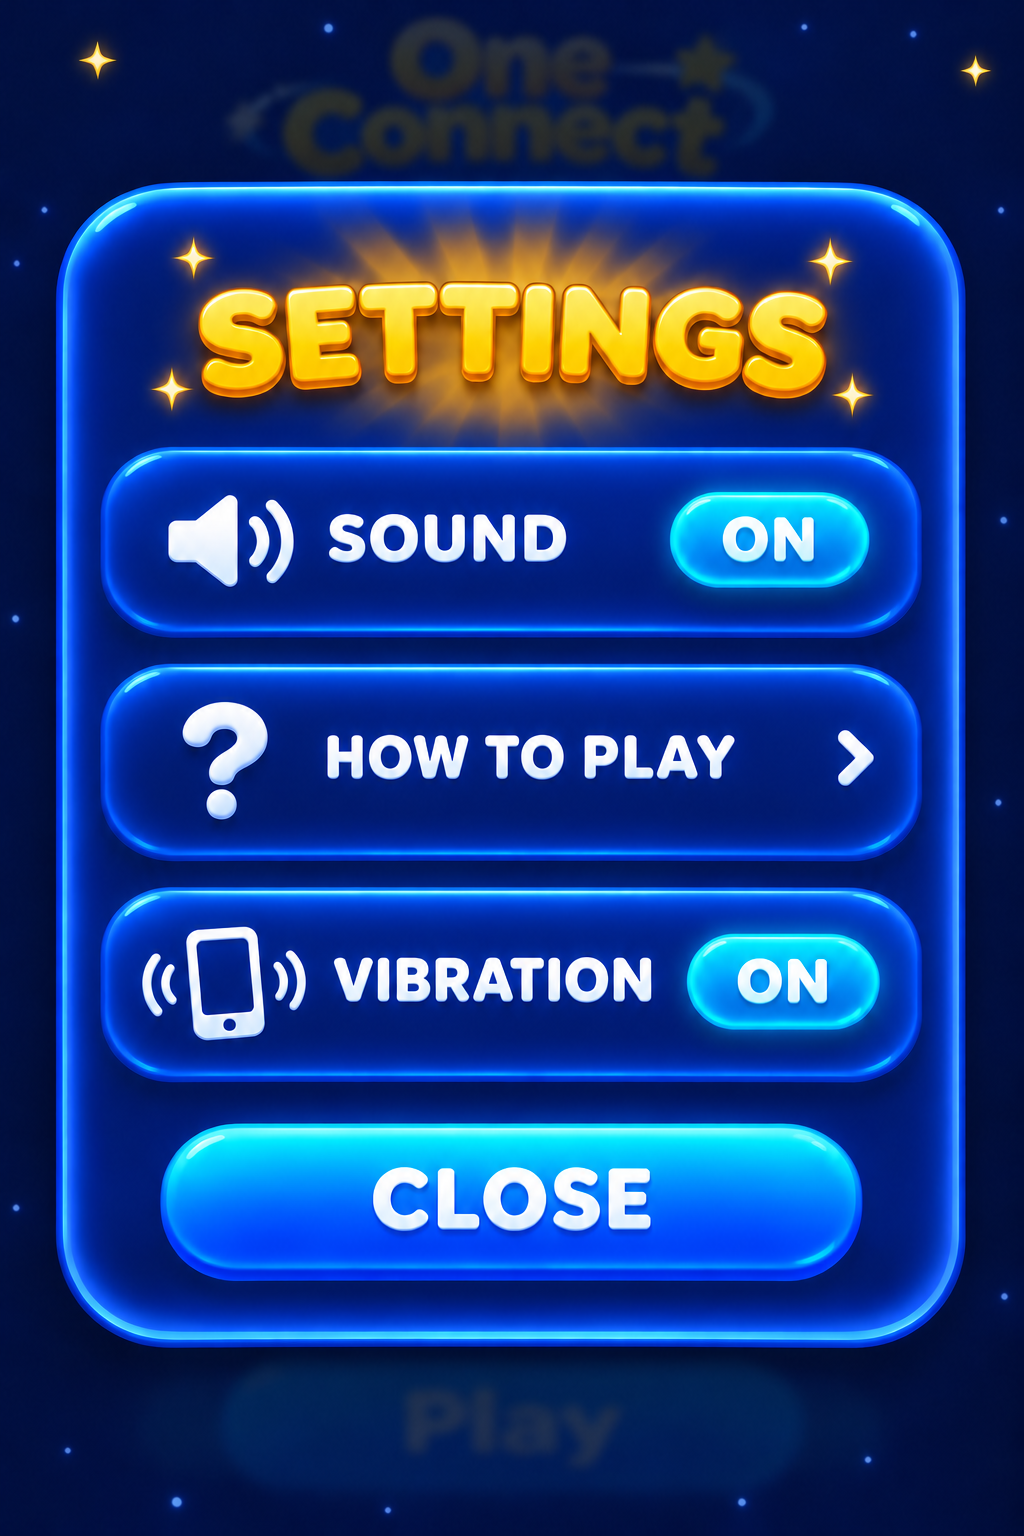 One
Connect
SETTINGS
SOUND ON
? HOW TO PLAY >
VIBRATION ON
CLOSE
Play